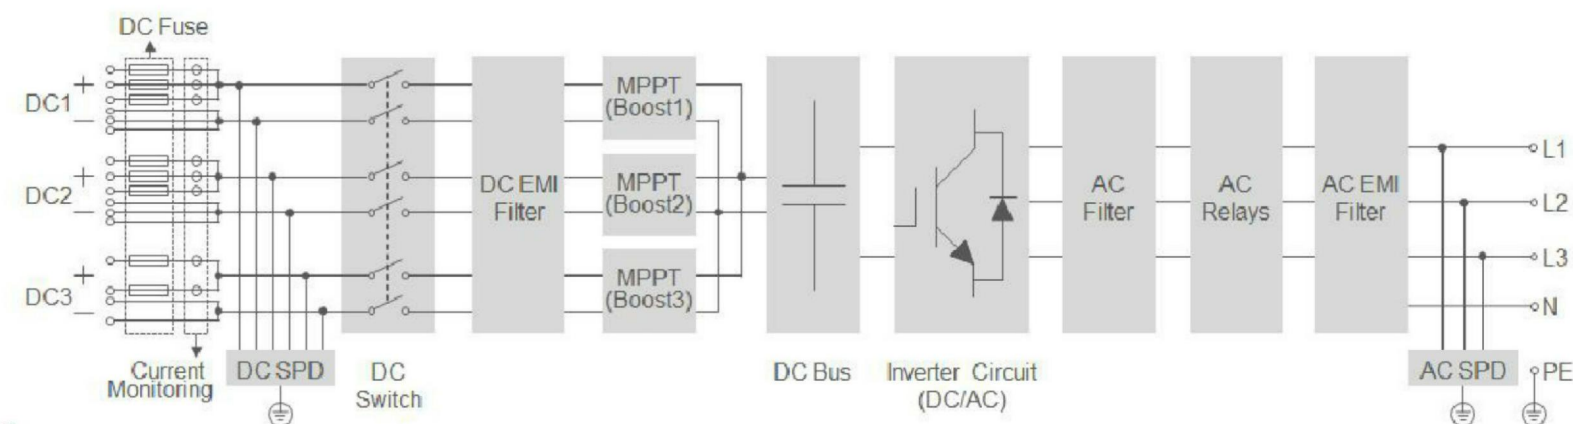 DC Fuse
DC1
+
−
DC2
+
−
DC3
+
−
Current
Monitoring
DC SPD
DC
Switch
DC EMI
Filter
MPPT
(Boost1)
MPPT
(Boost2)
MPPT
(Boost3)
DC Bus
Inverter Circuit
(DC/AC)
AC
Filter
AC
Relays
AC EMI
Filter
L1
L2
L3
N
AC SPD
PE